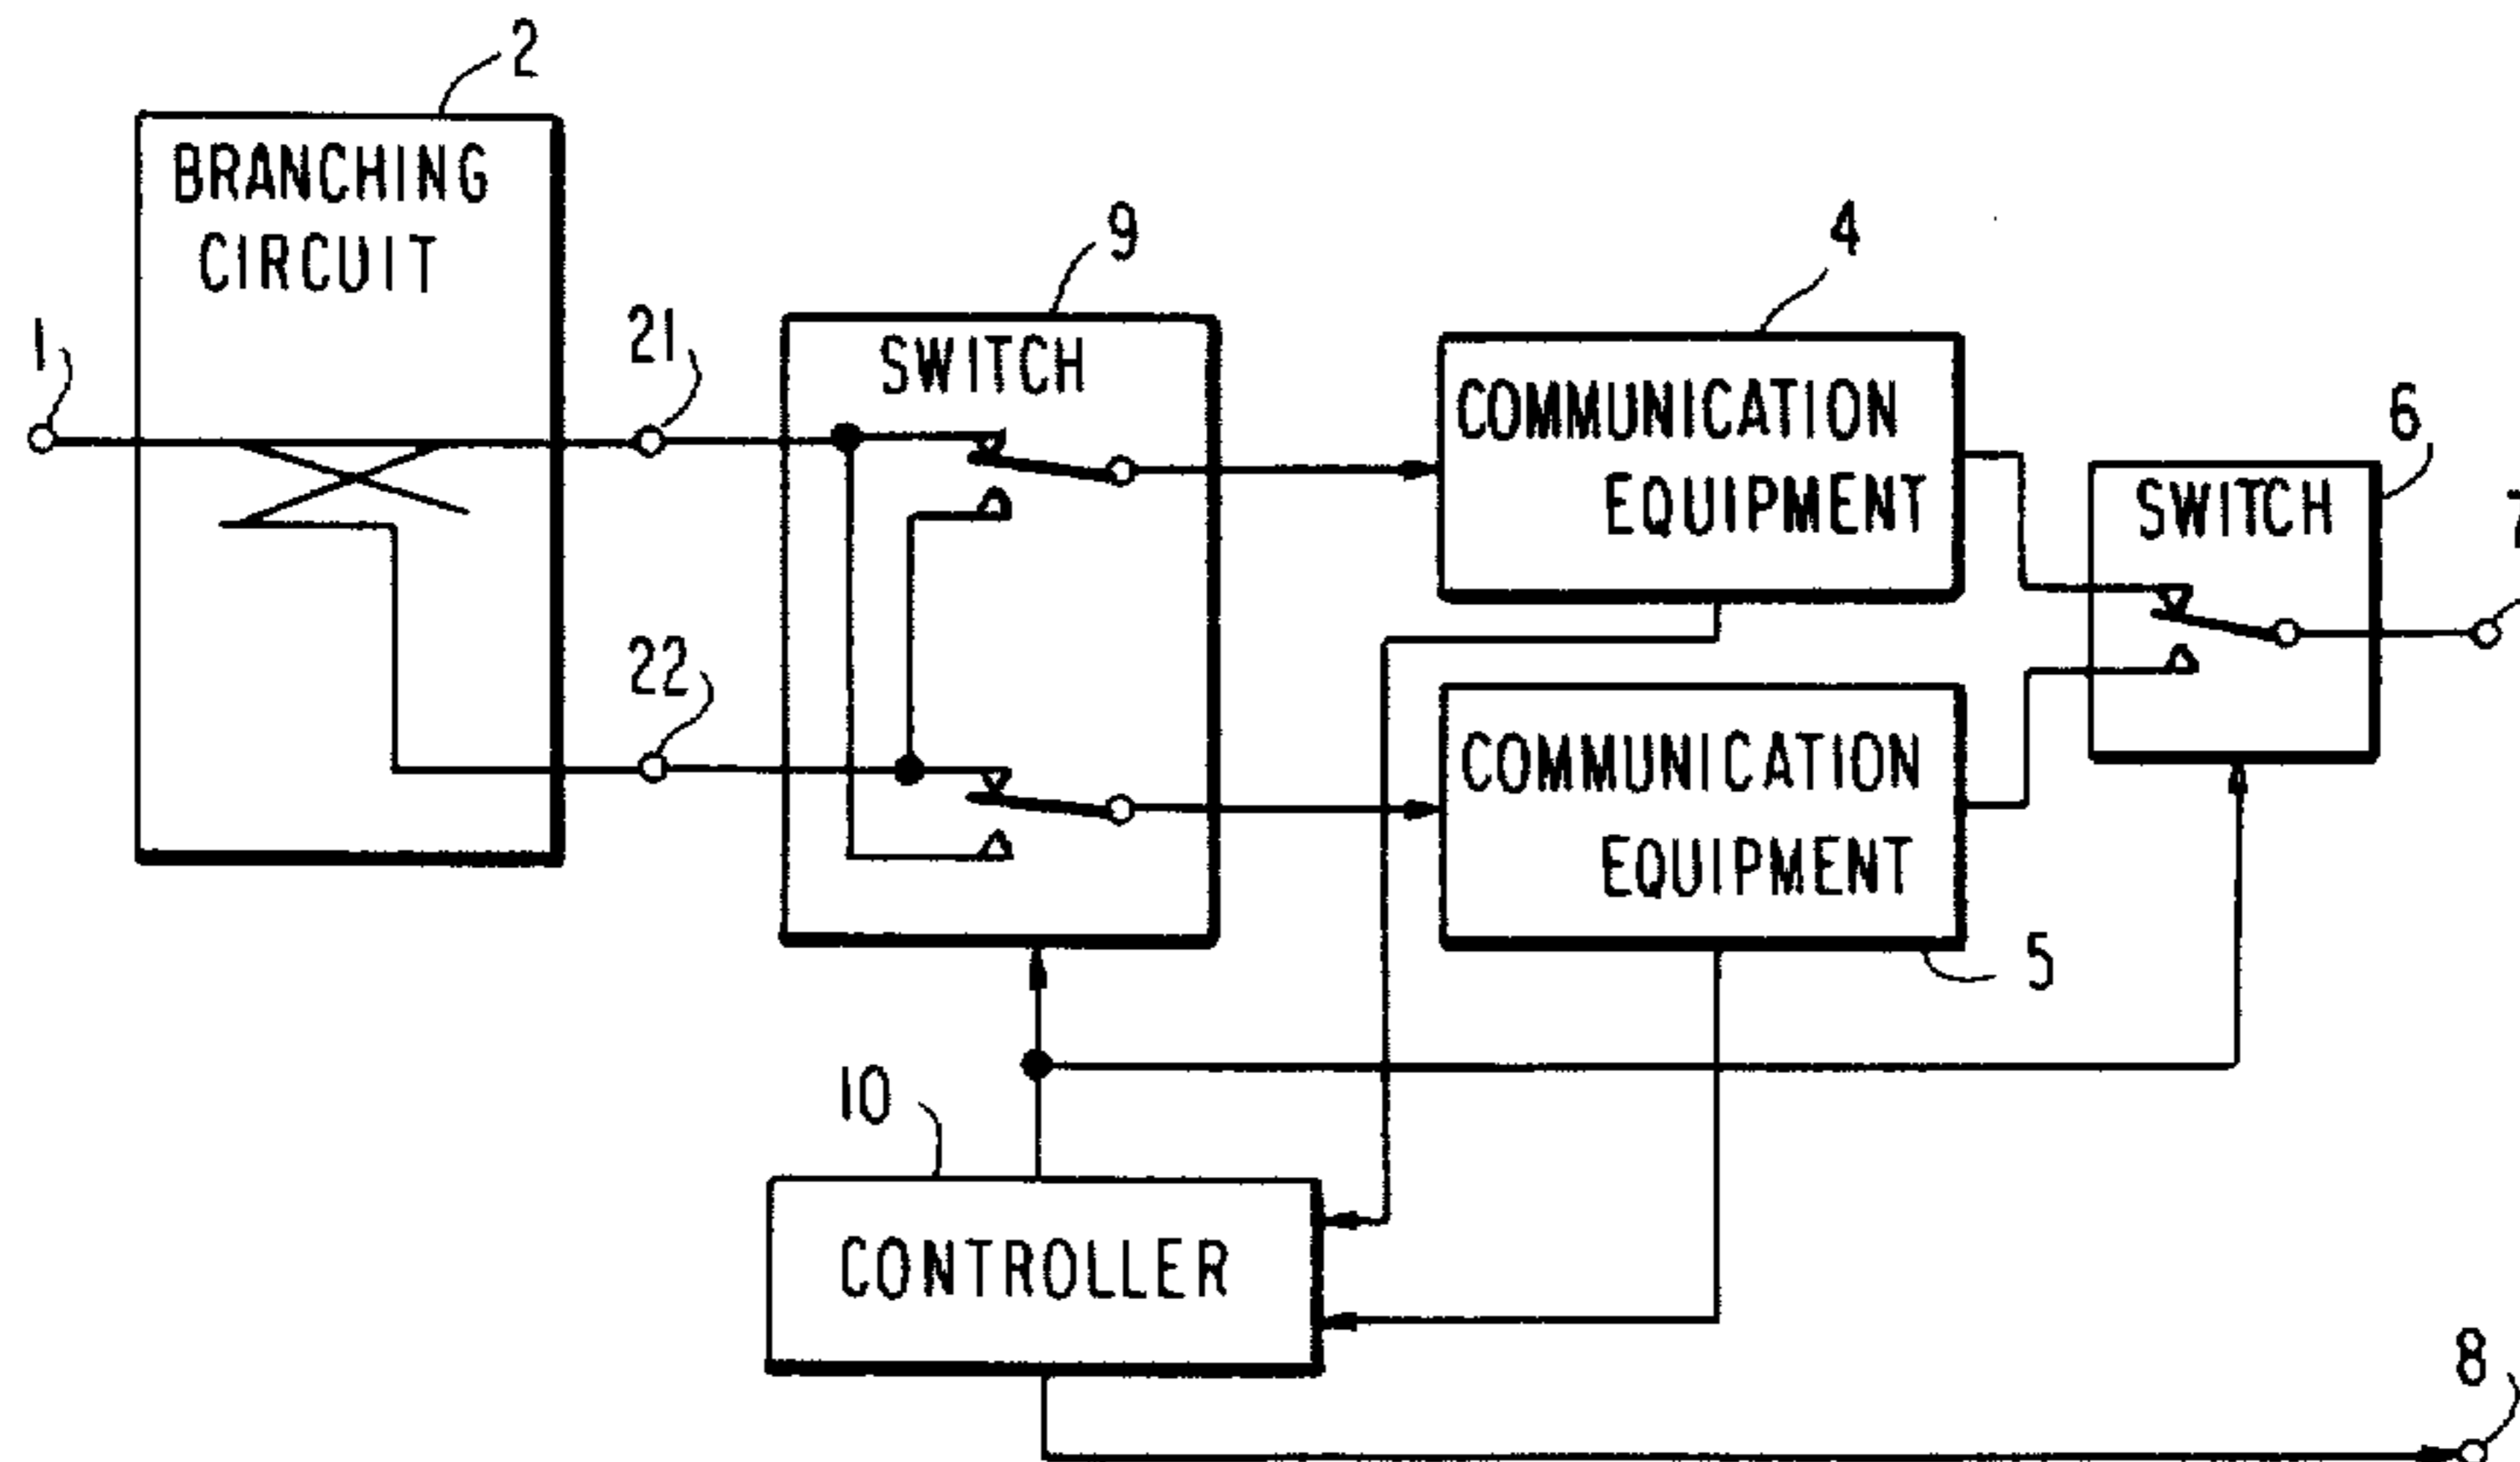 2
BRANCHING
CIRCUIT
1
21
22
9
SWITCH
4
COMMUNICATION
EQUIPMENT
COMMUNICATION
EQUIPMENT
5
6
SWITCH
7
10
CONTROLLER
8